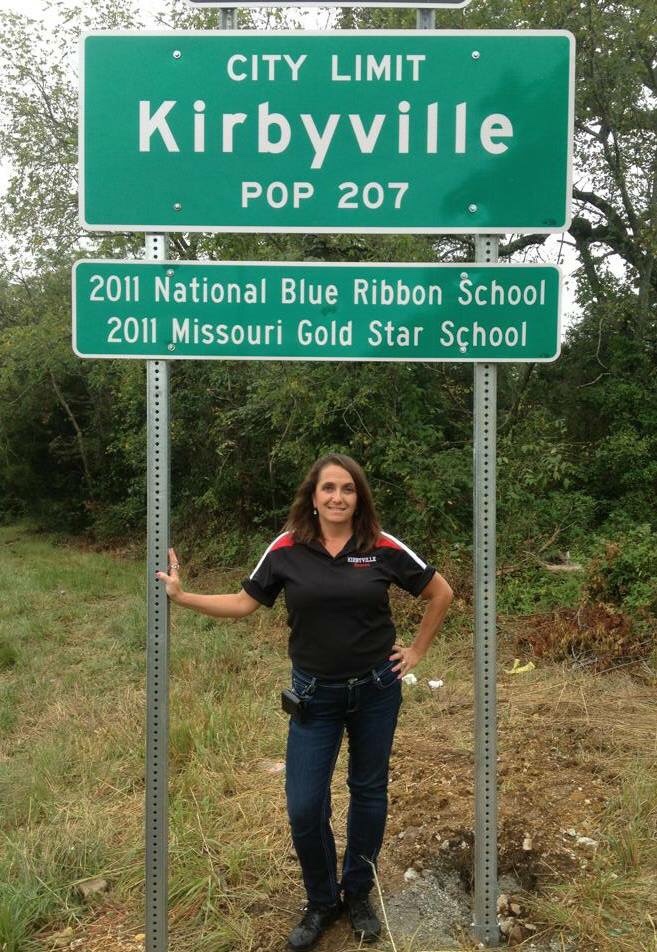 CITY LIMIT
Kirbyville
POP 207
2011 National Blue Ribbon School
2011 Missouri Gold Star School
KIRBYVILLE